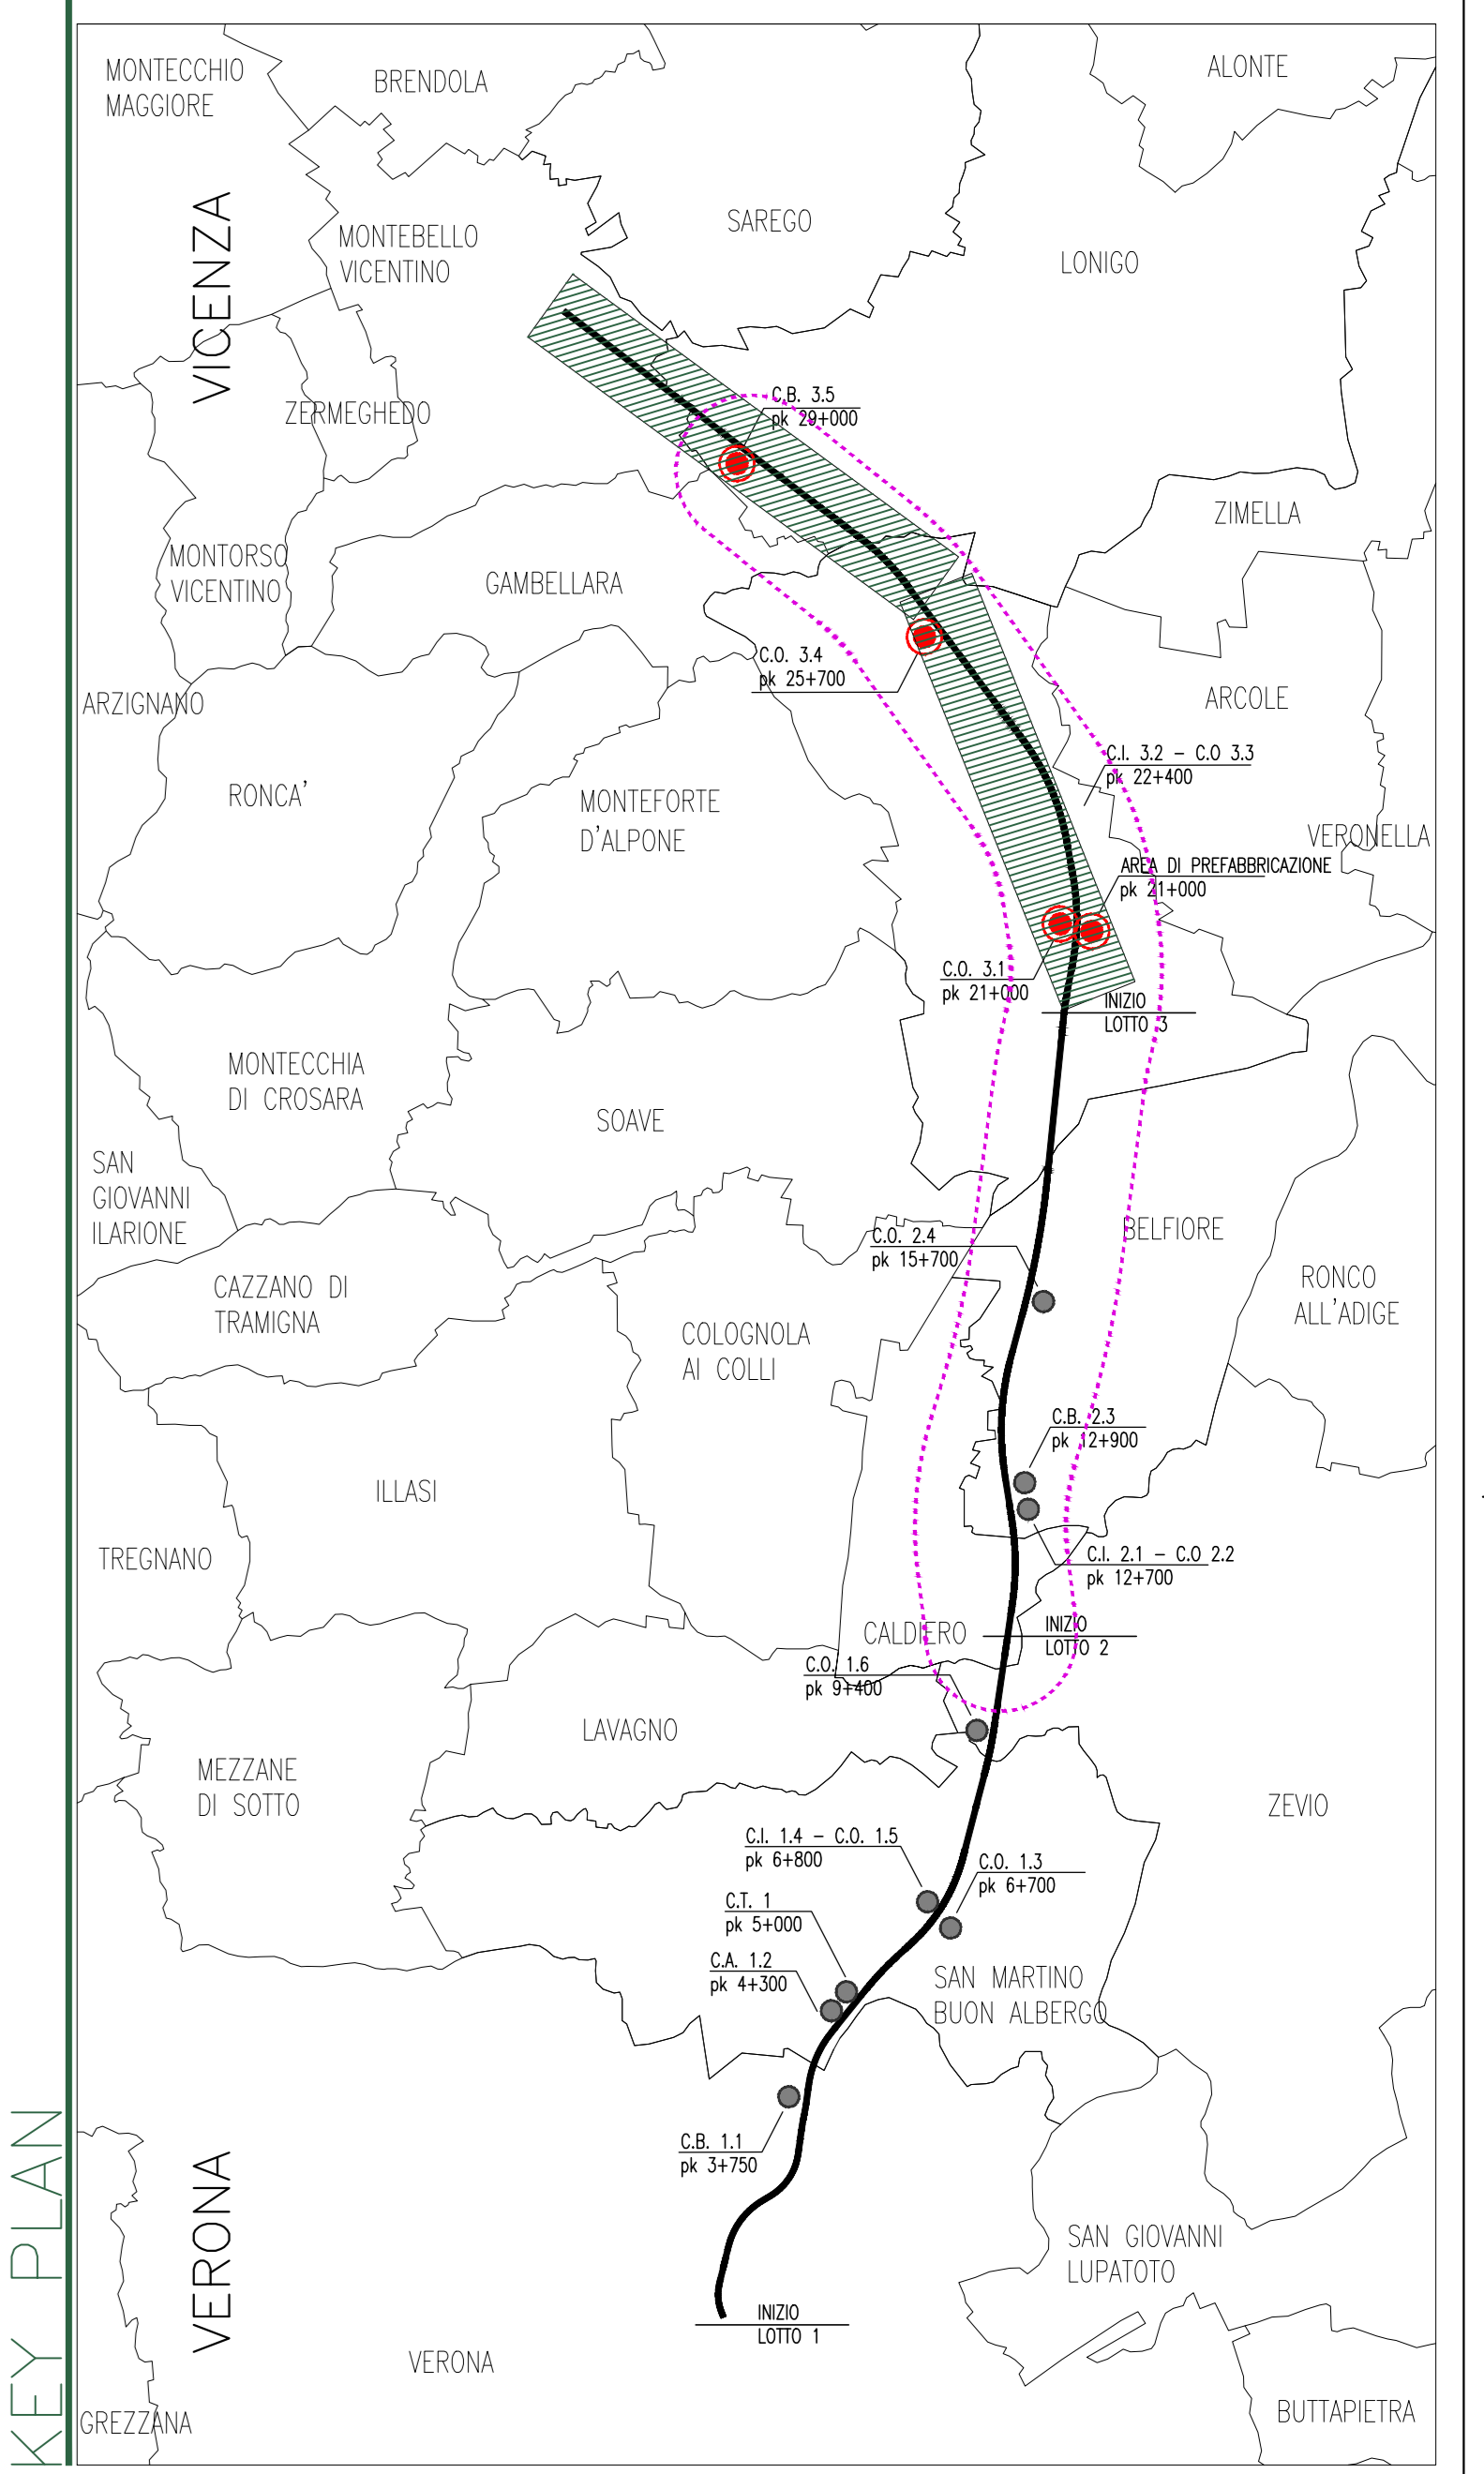 KEY PLAN
MONTECCHIO
MAGGIORE
BRENDOLA
ALONTE
VICENZA
SAREGO
MONTEBELLO
VICENTINO
LONIGO
C.B. 3.5
pk 29+000
ZERMEGHEDO
ZIMELLA
MONTORSO
VICENTINO
GAMBELLARA
C.O. 3.4
pk 25+700
ARZIGNANO
ARCOLE
C.I. 3.2 - C.O 3.3
pk 22+400
RONCA'
MONTEFORTE
D'ALPONE
VERONELLA
AREA DI PREFABBRICAZIONE
pk 21+000
C.O. 3.1
pk 21+000
INIZIO
LOTTO 3
MONTECCHIA
DI CROSARA
SOAVE
SAN
GIOVANNI
ILARIONE
C.O. 2.4
pk 15+700
BELFIORE
CAZZANO DI
TRAMIGNA
RONCO
ALL'ADIGE
COLOGNOLA
AI COLLI
C.B. 2.3
pk 12+900
ILLASI
TREGNANO
C.I. 2.1 - C.O 2.2
pk 12+700
CALDIERO
INIZIO
LOTTO 2
C.O. 1.6
pk 9+400
LAVAGNO
MEZZANE
DI SOTTO
ZEVIO
C.I. 1.4 - C.O. 1.5
pk 6+800
C.O. 1.3
pk 6+700
C.T. 1
pk 5+000
C.A. 1.2
pk 4+300
SAN MARTINO
BUON ALBERGO
C.B. 1.1
pk 3+750
VERONA
SAN GIOVANNI
LUPATOTO
INIZIO
LOTTO 1
VERONA
GREZZANA
BUTTAPIETRA